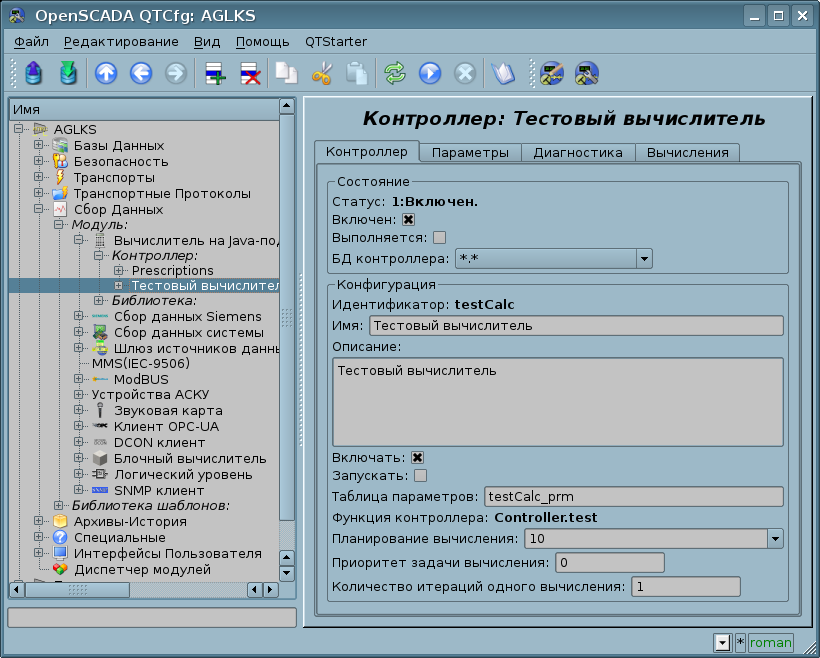 OpenSCADA QTCfg: AGLKS
Файл Редактирование Вид Помощь QTStarter
Имя
AGLKS
Базы Данных
Безопасность
Транспорты
Транспортные Протоколы
Сбор Данных
Модуль:
Вычислитель на Java-по
Контроллер:
Prescriptions
Тестовый вычислител
Библиотека:
Сбор данных Siemens
Сбор данных системы
Шлюз источников данн
MMS(IEC-9506)
ModBUS
Устройства АСКУ
Звуковая карта
Клиент OPC-UA
DCON клиент
Блочный вычислитель
Логический уровень
SNMP клиент
Библиотека шаблонов:
Архивы-История
Специальные
Интерфейсы Пользователя
Диспетчер модулей
Контроллер: Тестовый вычислитель
Контроллер Параметры Диагностика Вычисления
Состояние
Статус: 1:Включен.
Включен:
Выполняется:
БД контроллера: *.*
Конфигурация
Идентификатор: testCalc
Имя: Тестовый вычислитель
Описание:
Тестовый вычислитель
Включать:
Запускать:
Таблица параметров: testCalc_prm
Функция контроллера: Controller.test
Планирование вычисления: 10
Приоритет задачи вычисления: 0
Количество итераций одного вычисления: 1
* roman